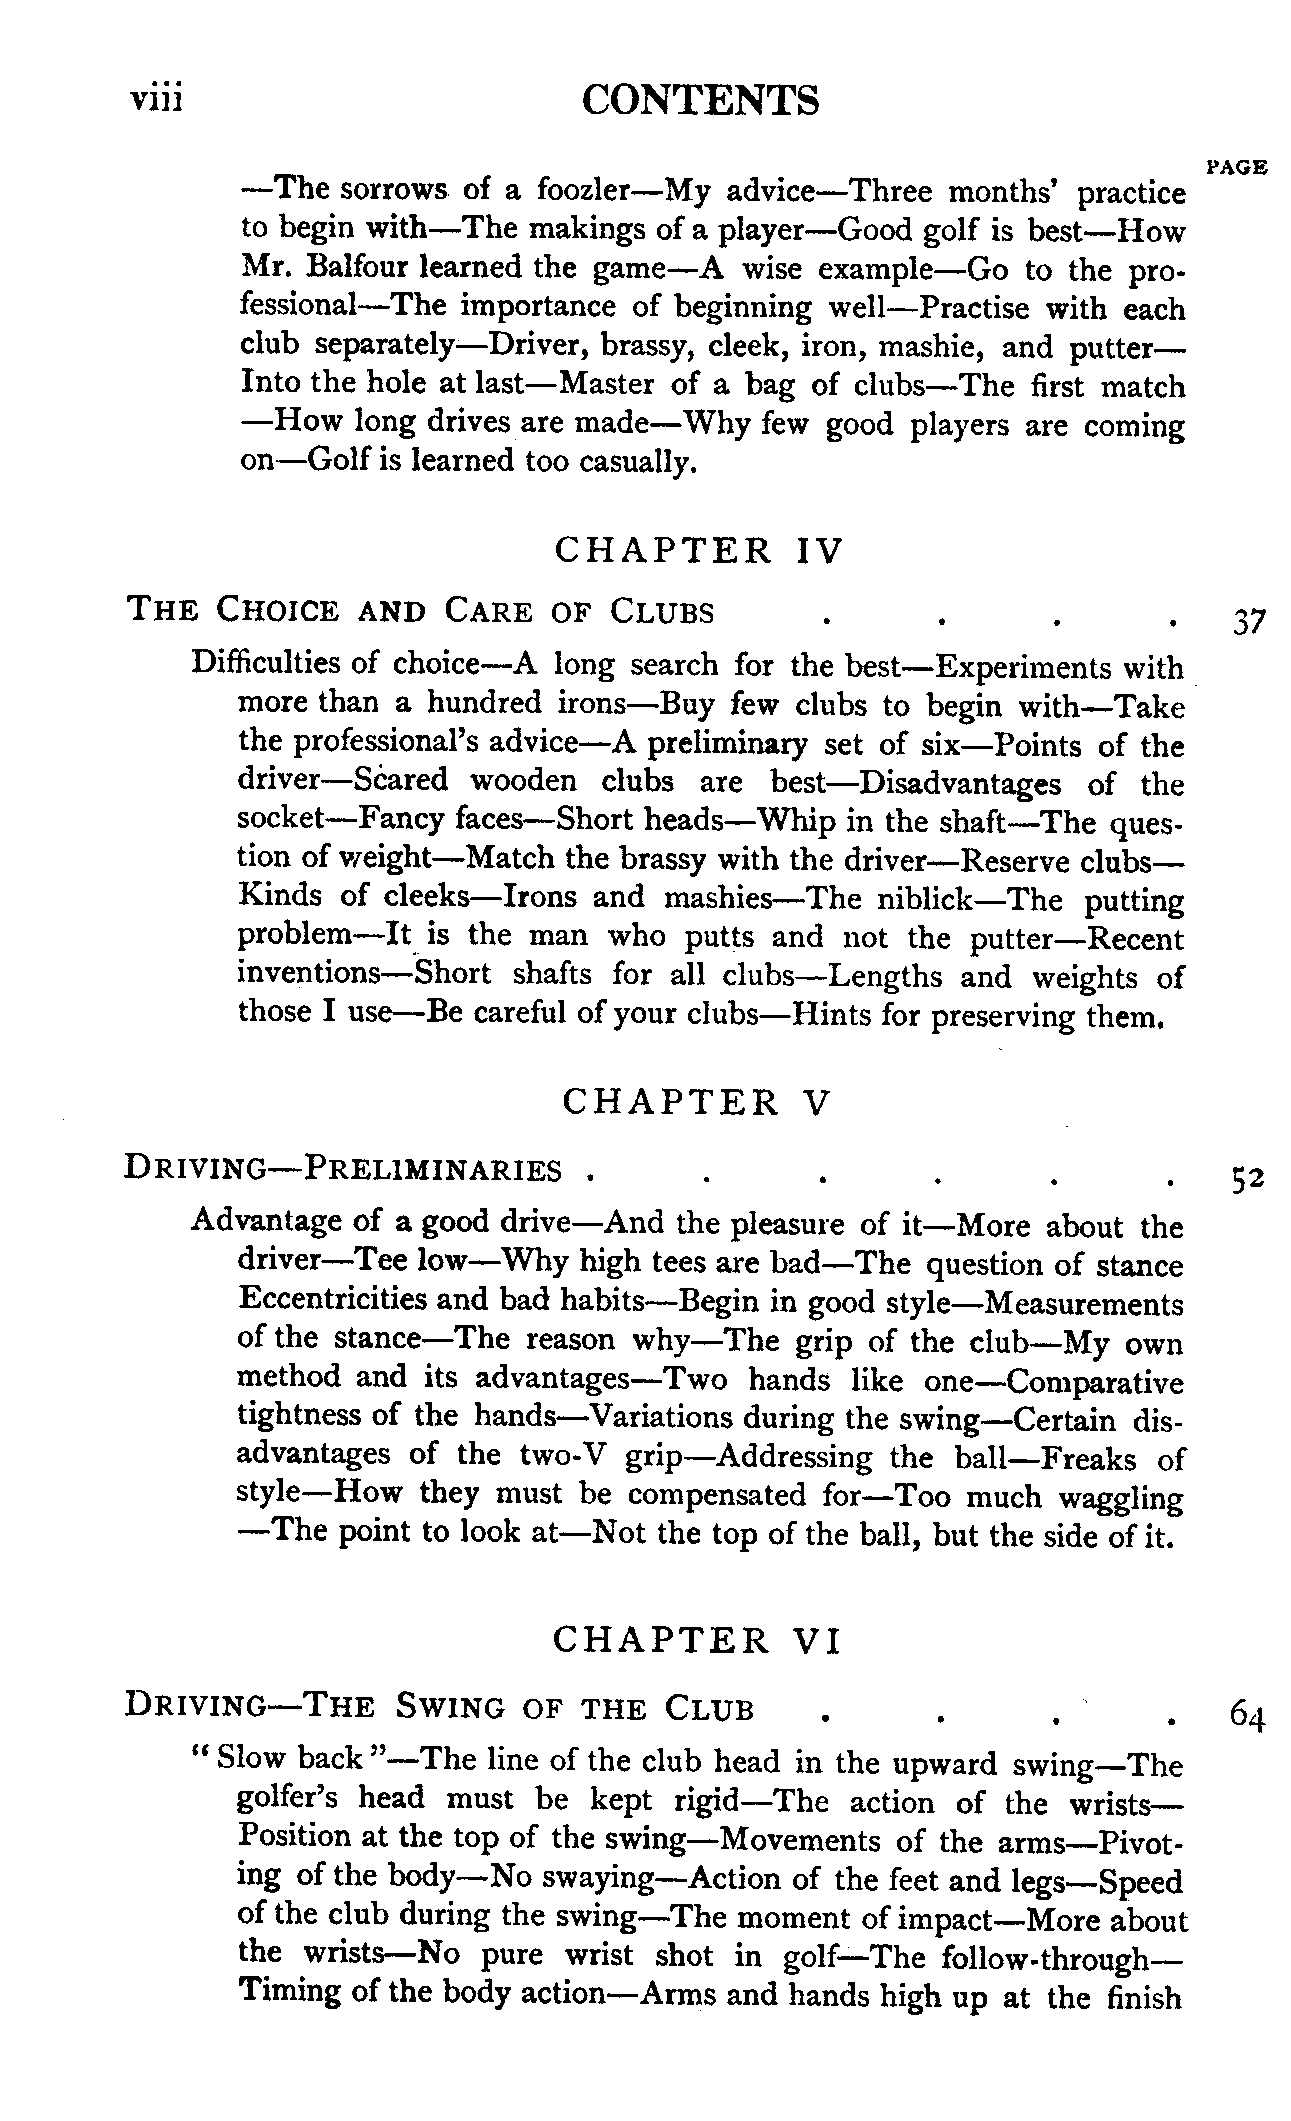 viii CONTENTS
PAGE
—The sorrows of a foozler—My advice—Three months' practice
to begin with—The makings of a player—Good golf is best—How
Mr. Balfour learned the game—A wise example—Go to the pro-
fessional—The importance of beginning well—Practise with each
club separately—Driver, brassy, cleek, iron, mashie, and putter—
Into the hole at last—Master of a bag of clubs—The first match
—How long drives are made—Why few good players are coming
on—Golf is learned too casually.
CHAPTER IV
THE CHOICE AND CARE OF CLUBS . . . . 37
Difficulties of choice—A long search for the best—Experiments with
more than a hundred irons—Buy few clubs to begin with—Take
the professional's advice—A preliminary set of six—Points of the
driver—Scared wooden clubs are best—Disadvantages of the
socket—Fancy faces—Short heads—Whip in the shaft—The ques-
tion of weight—Match the brassy with the driver—Reserve clubs—
Kinds of cleeks—Irons and mashies—The niblick—The putting
problem—It is the man who putts and not the putter—Recent
inventions—Short shafts for all clubs—Lengths and weights of
those I use—Be careful of your clubs—Hints for preserving them.
CHAPTER V
DRIVING—PRELIMINARIES . . . . . . 52
Advantage of a good drive—And the pleasure of it—More about the
driver—Tee low—Why high tees are bad—The question of stance
Eccentricities and bad habits—Begin in good style—Measurements
of the stance—The reason why—The grip of the club—My own
method and its advantages—Two hands like one—Comparative
tightness of the hands—Variations during the swing—Certain dis-
advantages of the two-V grip—Addressing the ball—Freaks of
style—How they must be compensated for—Too much waggling
—The point to look at—Not the top of the ball, but the side of it.
CHAPTER VI
DRIVING—THE SWING OF THE CLUB . . . . 64
"Slow back"—The line of the club head in the upward swing—The
golfer's head must be kept rigid—The action of the wrists—
Position at the top of the swing—Movements of the arms—Pivot-
ing of the body—No swaying—Action of the feet and legs—Speed
of the club during the swing—The moment of impact—More about
the wrists—No pure wrist shot in golf—The follow-through—
Timing of the body action—Arms and hands high up at the finish